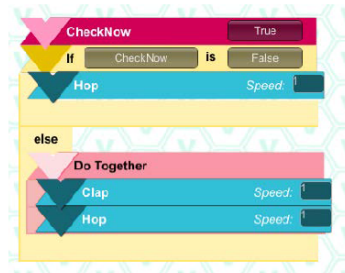 CheckNow True
If CheckNow is False
Hop Speed: 1
else
Do Together
Clap Speed: 1
Hop Speed: 1